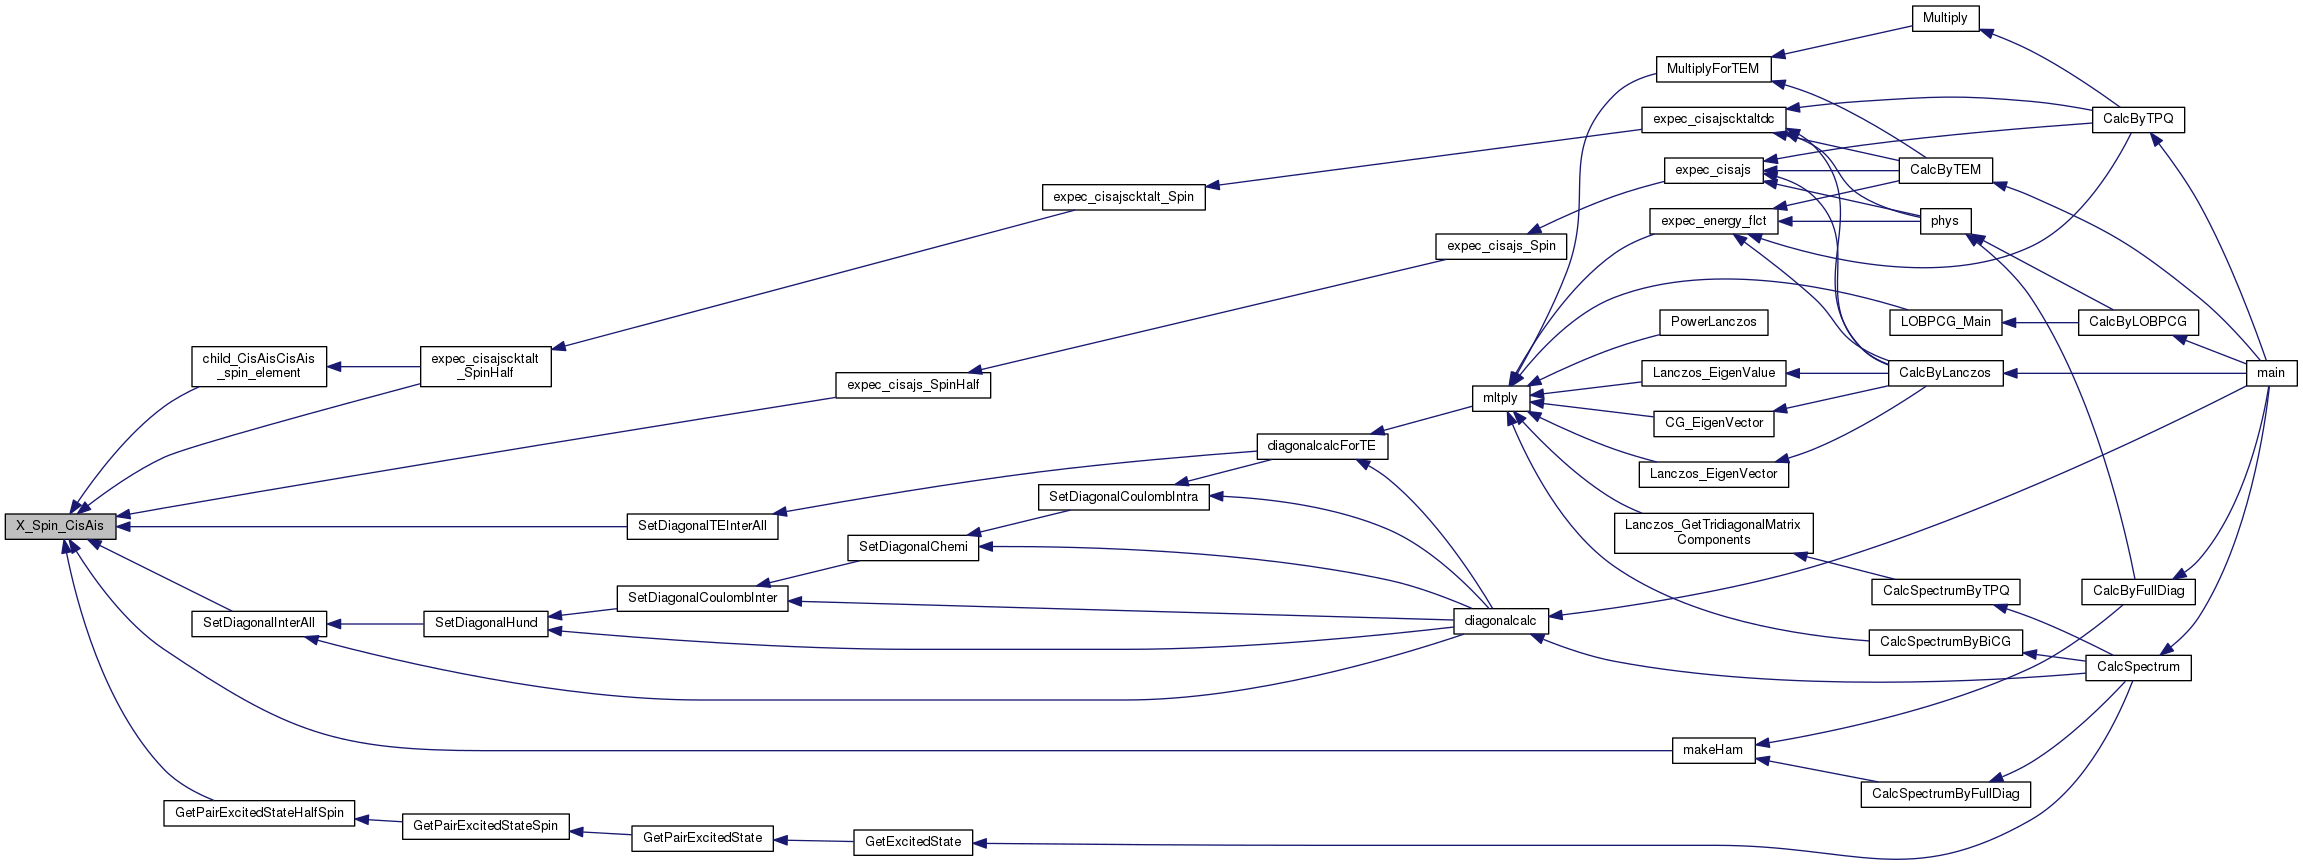 Multiply
MultiplyForTEM
expec_cisajscktaltdc
CalcByTPQ
expec_cisajs
CalcByTEM
expec_cisajscktalt_Spin
expec_energy_flct
phys
expec_cisajs_Spin
PowerLanczos
LOBPCG_Main
CalcByLOBPCG
child_CisAisCisAis
_spin_element
expec_cisajscktalt
_SpinHalf
expec_cisajs_SpinHalf
mltply
Lanczos_EigenValue
CalcByLanczos
main
CG_EigenVector
diagonalcalcForTE
Lanczos_EigenVector
SetDiagonalCoulombIntra
X_Spin_CisAis
SetDiagonalTEInterAll
Lanczos_GetTridiagonalMatrix
Components
SetDiagonalChemi
SetDiagonalCoulombInter
CalcSpectrumByTPQ
CalcByFullDiag
SetDiagonalInterAll
SetDiagonalHund
diagonalcalc
CalcSpectrumByBiCG
CalcSpectrum
makeHam
CalcSpectrumByFullDiag
GetPairExcitedStateHalfSpin
GetPairExcitedStateSpin
GetPairExcitedState
GetExcitedState